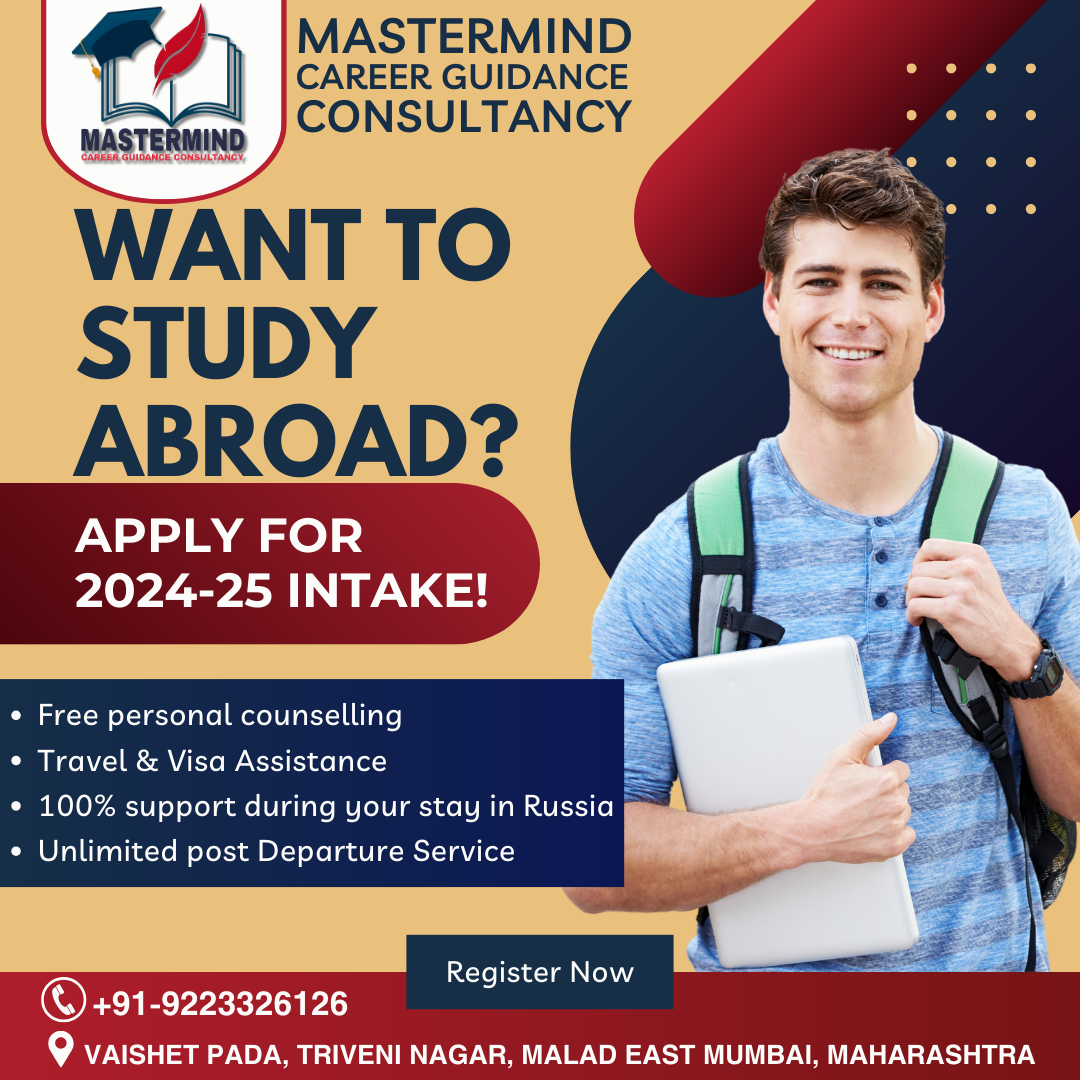 MASTERMIND
CAREER GUIDANCE CONSULTANCY
MASTERMIND
CAREER GUIDANCE
CONSULTANCY
WANT TO
STUDY
ABROAD?
APPLY FOR
2024-25 INTAKE!
• Free personal counselling
• Travel & Visa Assistance
• 100% support during your stay in Russia
• Unlimited post Departure Service
Register Now
+91-9223326126
VAISHET PADA, TRIVENI NAGAR, MALAD EAST MUMBAI, MAHARASHTRA